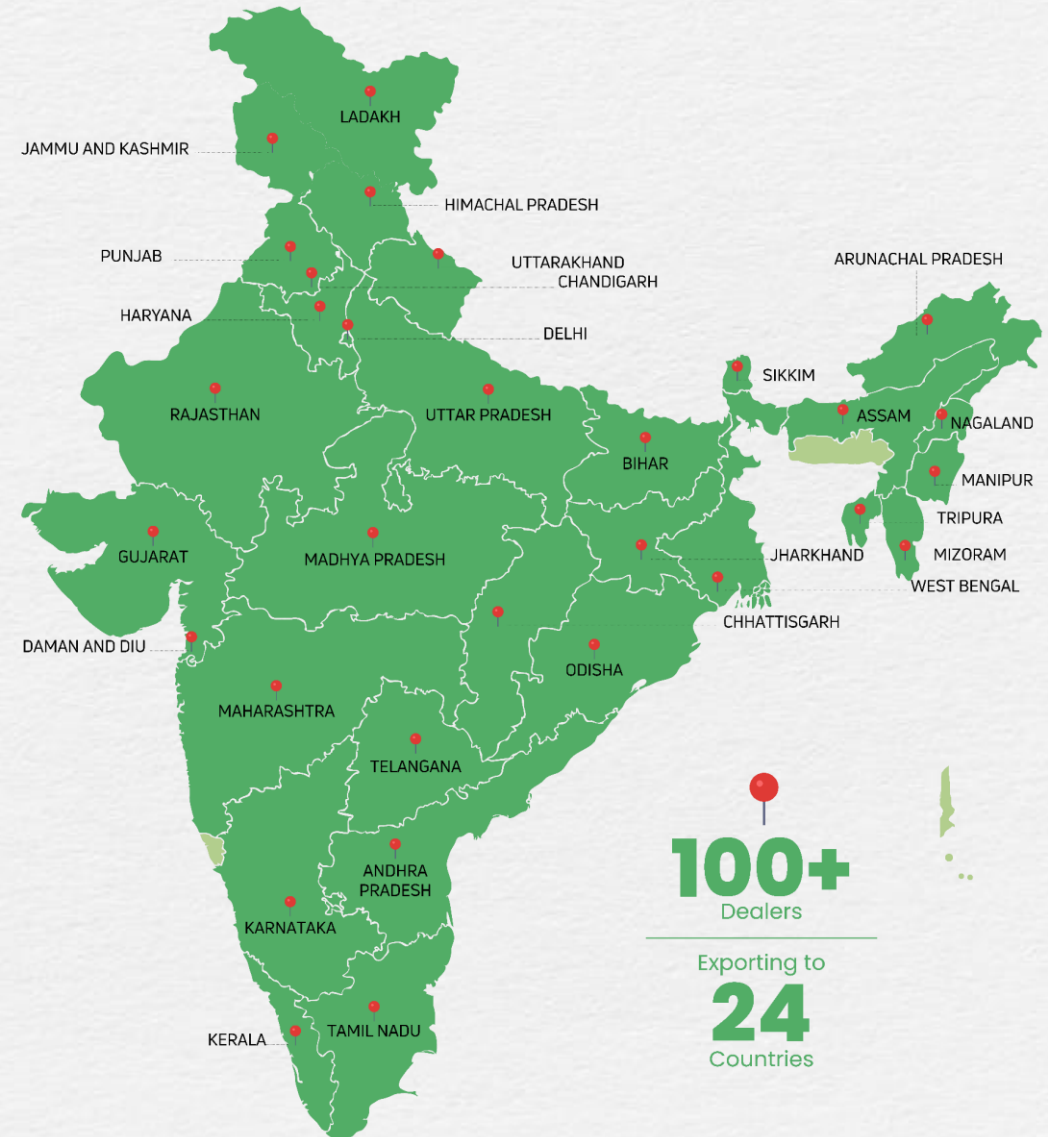 LADAKH
JAMMU AND KASHMIR
HIMACHAL PRADESH
PUNJAB
UTTARAKHAND
CHANDIGARH
ARUNACHAL PRADESH
HARYANA
DELHI
SIKKIM
RAJASTHAN
UTTAR PRADESH
ASSAM
NAGALAND
BIHAR
MANIPUR
TRIPURA
GUJARAT
MADHYA PRADESH
JHARKHAND
MIZORAM
WEST BENGAL
CHHATTISGARH
DAMAN AND DIU
ODISHA
MAHARASHTRA
TELANGANA
ANDHRA
PRADESH
KARNATAKA
KERALA
TAMIL NADU
100+
Dealers
Exporting to
24
Countries